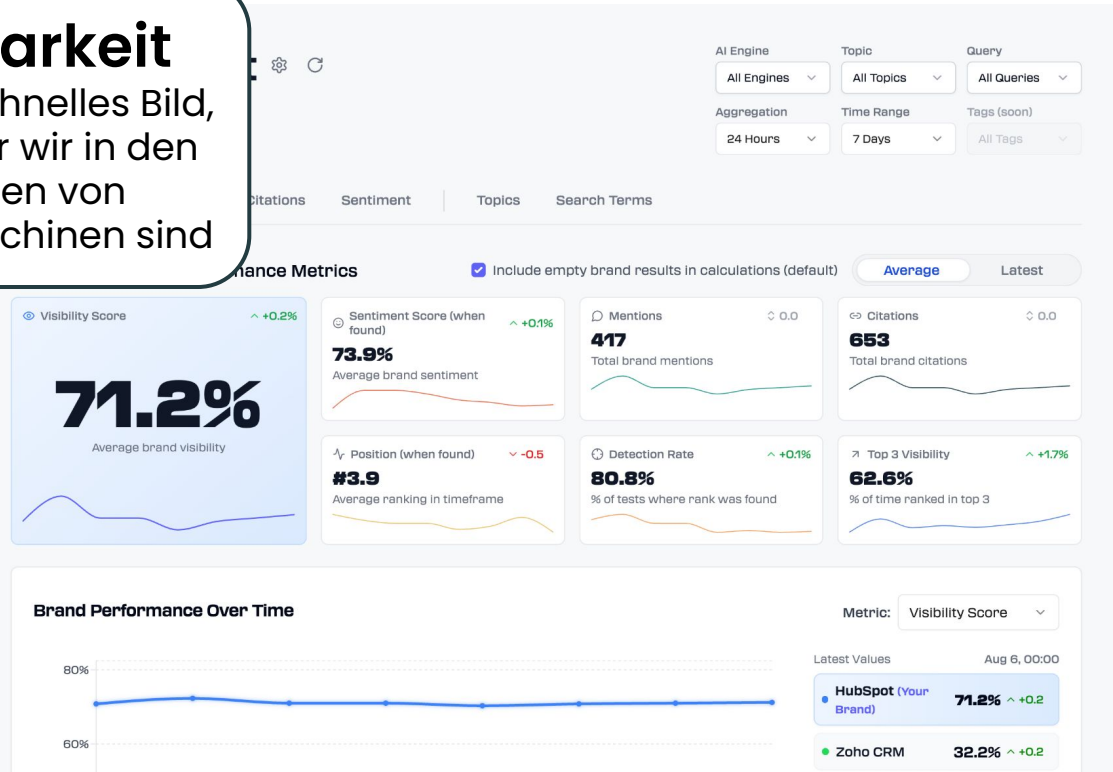 arkeit
hnelles Bild,
r wir in den
en von
chinen sind
AI Engine
Topic
Query
All Engines
All Topics
All Queries
Aggregation
Time Range
Tags (soon)
24 Hours
7 Days
All Tags
Citations
Sentiment
Topics
Search Terms
mance Metrics
Include empty brand results in calculations (default)
Average
Latest
Visibility Score
+0.2%
71.2%
Average brand visibility
Sentiment Score (when
found)
+0.1%
73.9%
Average brand sentiment
Mentions
0.0
417
Total brand mentions
Citations
0.0
653
Total brand citations
Position (when found)
-0.5
#3.9
Average ranking in timeframe
Detection Rate
+0.1%
80.8%
% of tests where rank was found
Top 3 Visibility
+1.7%
62.6%
% of time ranked in top 3
Brand Performance Over Time
Metric:
Visibility Score
80%
60%
Latest Values
Aug 6, 00:00
HubSpot (Your
Brand)
71.2%
+0.2
Zoho CRM
32.2%
+0.2